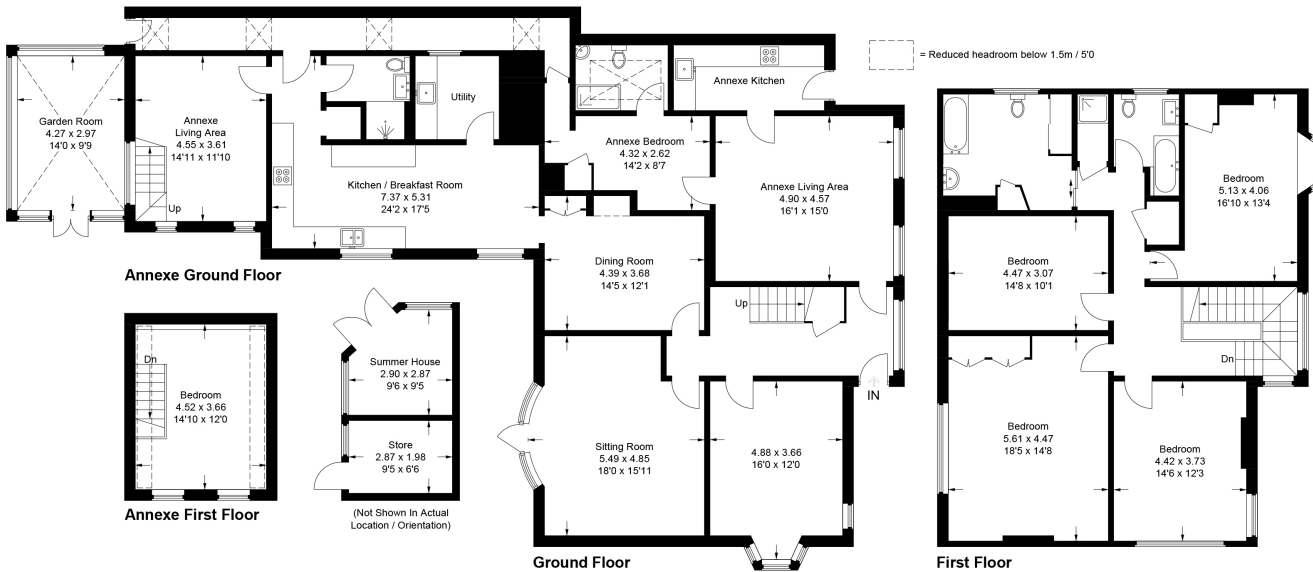 = Reduced headroom below 1.5m / 5'0
Garden Room
4.27 x 2.97
14'0 x 9'9
Annexe
Living Area
4.55 x 3.61
14'11 x 11'10
Up
Utility
Kitchen / Breakfast Room
7.37 x 5.31
24'2 x 17'5
Annexe Kitchen
Annexe Bedroom
4.32 x 2.62
14'2 x 8'7
Annexe Living Area
4.90 x 4.57
16'1 x 15'0
Dining Room
4.39 x 3.68
14'5 x 12'1
Up
IN
Sitting Room
5.49 x 4.85
18'0 x 15'11
4.88 x 3.66
16'0 x 12'0
Ground Floor
Annexe Ground Floor
Dn
Bedroom
4.52 x 3.66
14'10 x 12'0
Annexe First Floor
Summer House
2.90 x 2.87
9'6 x 9'5
Store
2.87 x 1.98
9'5 x 6'6
(Not Shown In Actual
Location / Orientation)
Bedroom
5.13 x 4.06
16'10 x 13'4
Bedroom
4.47 x 3.07
14'8 x 10'1
Dn
Bedroom
5.61 x 4.47
18'5 x 14'8
Bedroom
4.42 x 3.73
14'6 x 12'3
First Floor